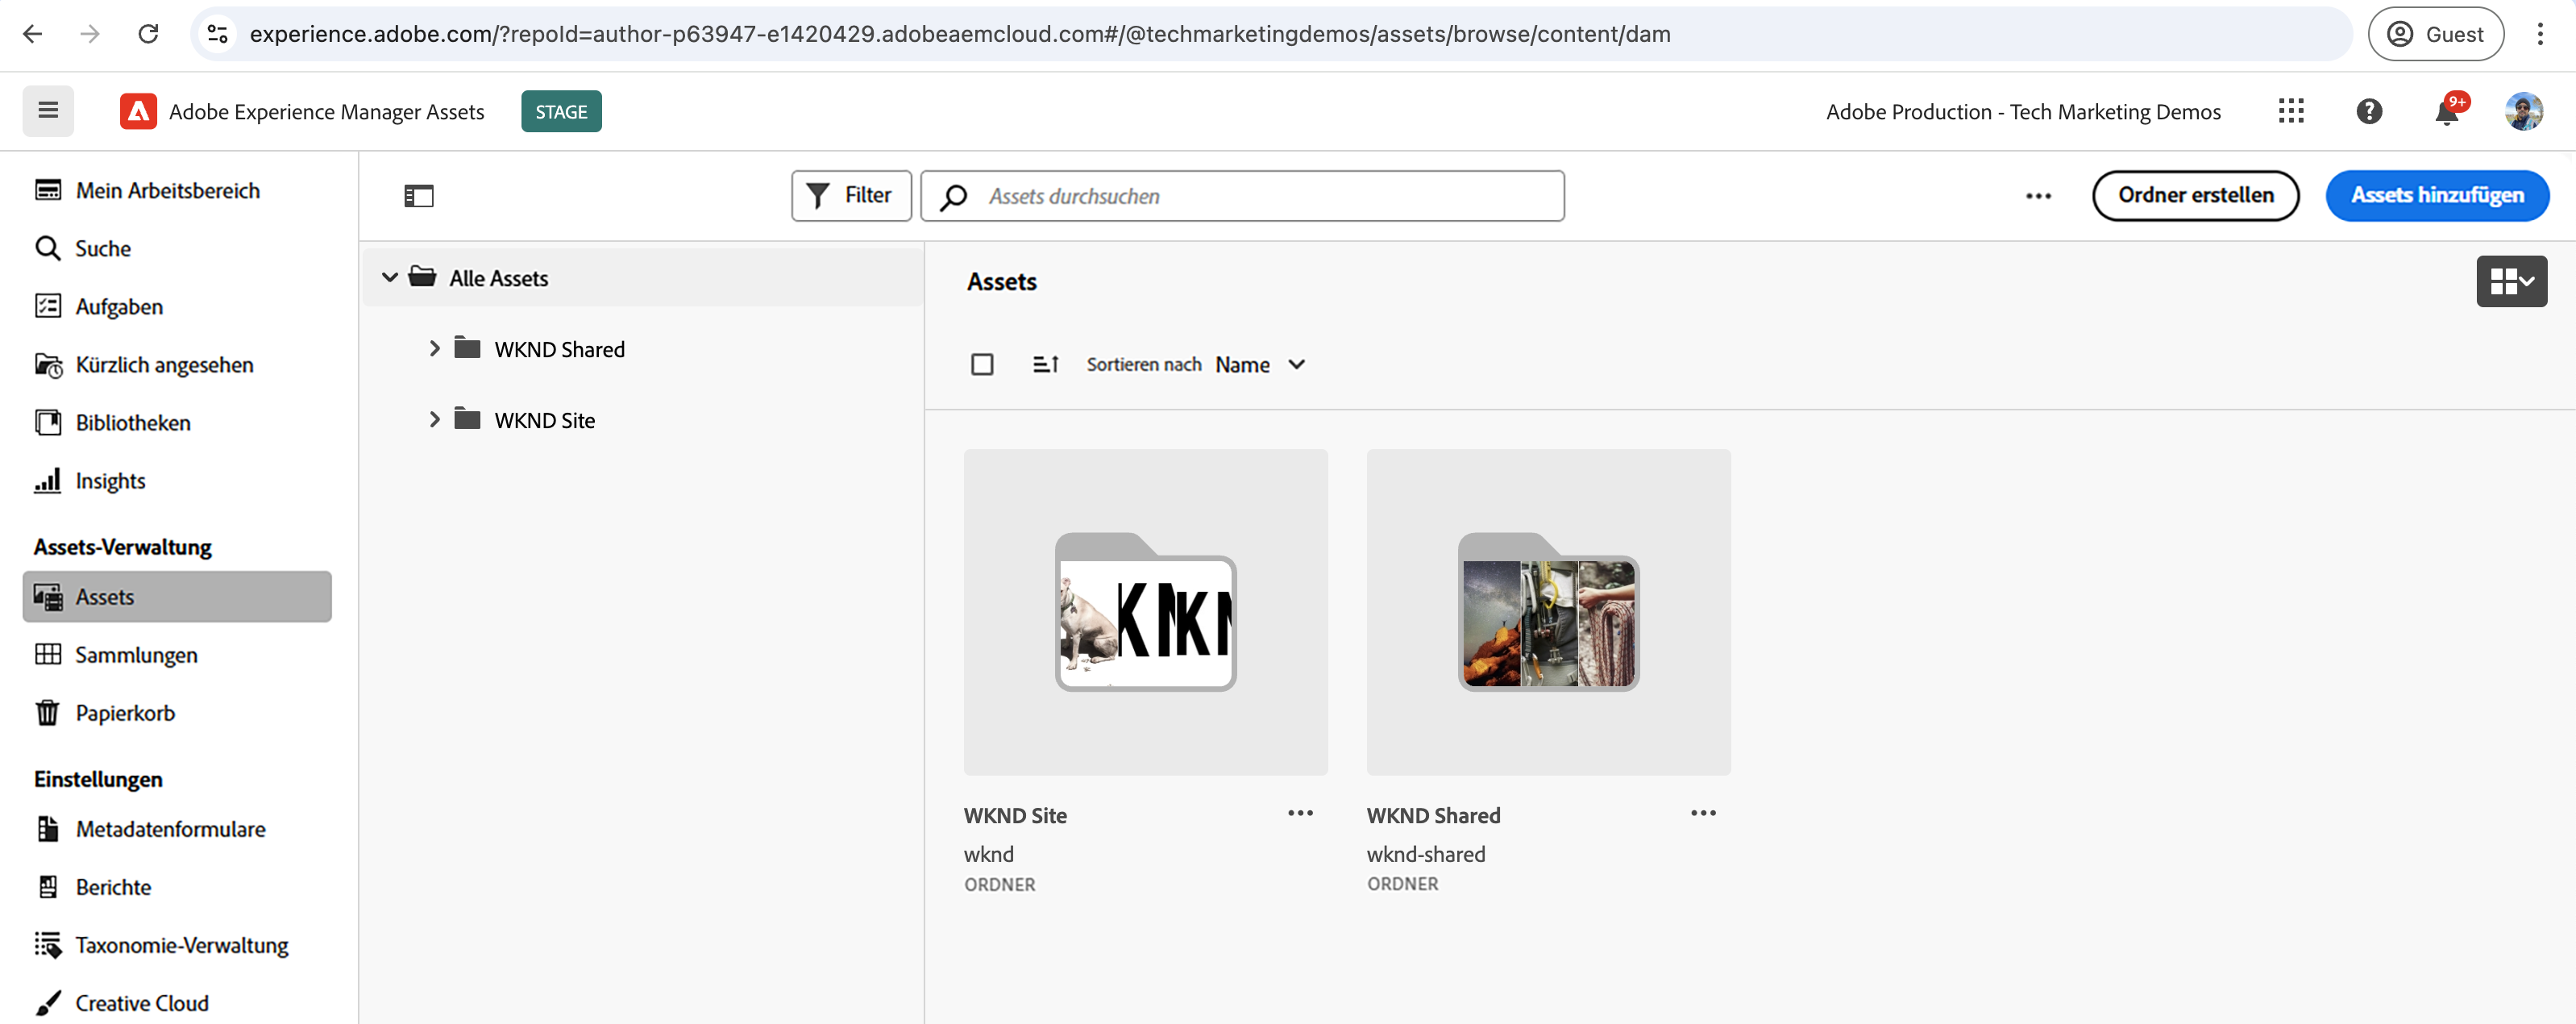 experience.adobe.com/?repoId=author-p63947-e1420429.adobeaemcloud.com#/@techmarketingdemos/assets/browse/content/dam
Guest
Adobe Experience Manager Assets
STAGE
Adobe Production - Tech Marketing Demos
9+
Mein Arbeitsbereich
Suche
Aufgaben
Kürzlich angesehen
Bibliotheken
Insights
Assets-Verwaltung
Assets
Sammlungen
Papierkorb
Einstellungen
Metadatenformulare
Berichte
Taxonomie-Verwaltung
Creative Cloud
Filter
Assets durchsuchen
Ordner erstellen
Assets hinzufügen
Alle Assets
WKND Shared
WKND Site
Assets
Sortieren nach Name
WKND Site
wknd
ORDNER
WKND Shared
wknd-shared
ORDNER